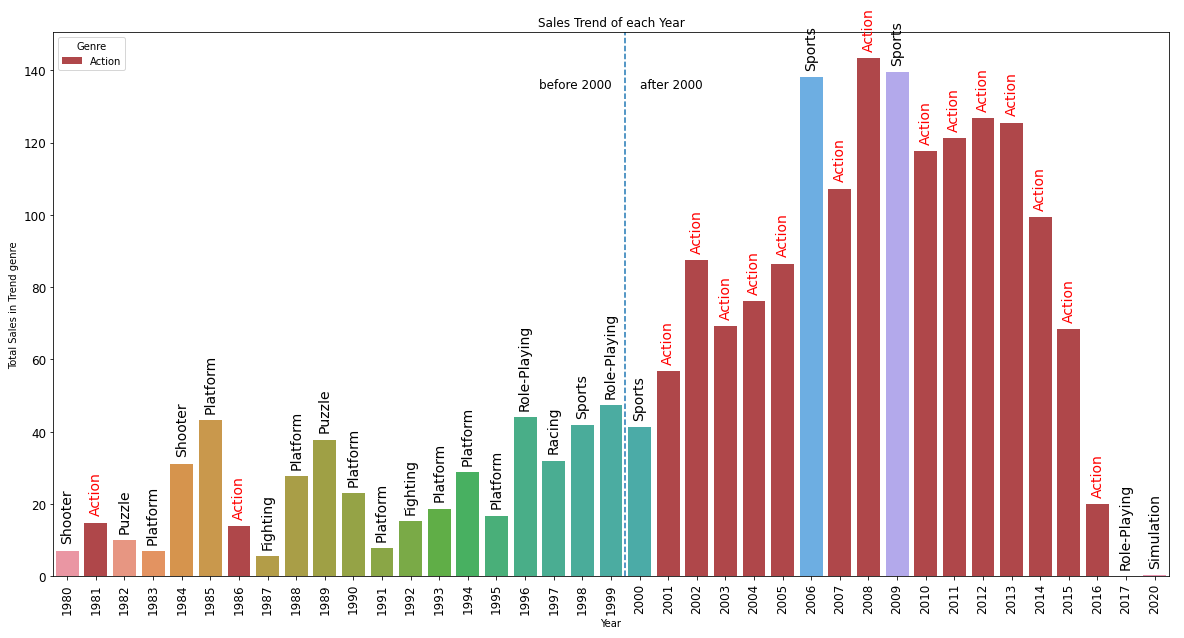 Sales Trend of each Year
Genre
Action
before 2000
after 2000
Total Sales in Trend genre
140
120
100
80
60
40
20
0
Shooter
Action
Puzzle
Platform
Shooter
Platform
Action
Fighting
Platform
Puzzle
Platform
Platform
Fighting
Platform
Platform
Platform
Role-Playing
Racing
Sports
Role-Playing
Sports
Action
Action
Action
Action
Action
Sports
Action
Action
Sports
Action
Action
Action
Action
Action
Action
Action
Role-Playing
Simulation
1980
1981
1982
1983
1984
1985
1986
1987
1988
1989
1990
1991
1992
1993
1994
1995
1996
1997
1998
1999
2000
2001
2002
2003
2004
2005
2006
2007
2008
2009
2010
2011
2012
2013
2014
2015
2016
2017
2020
Year